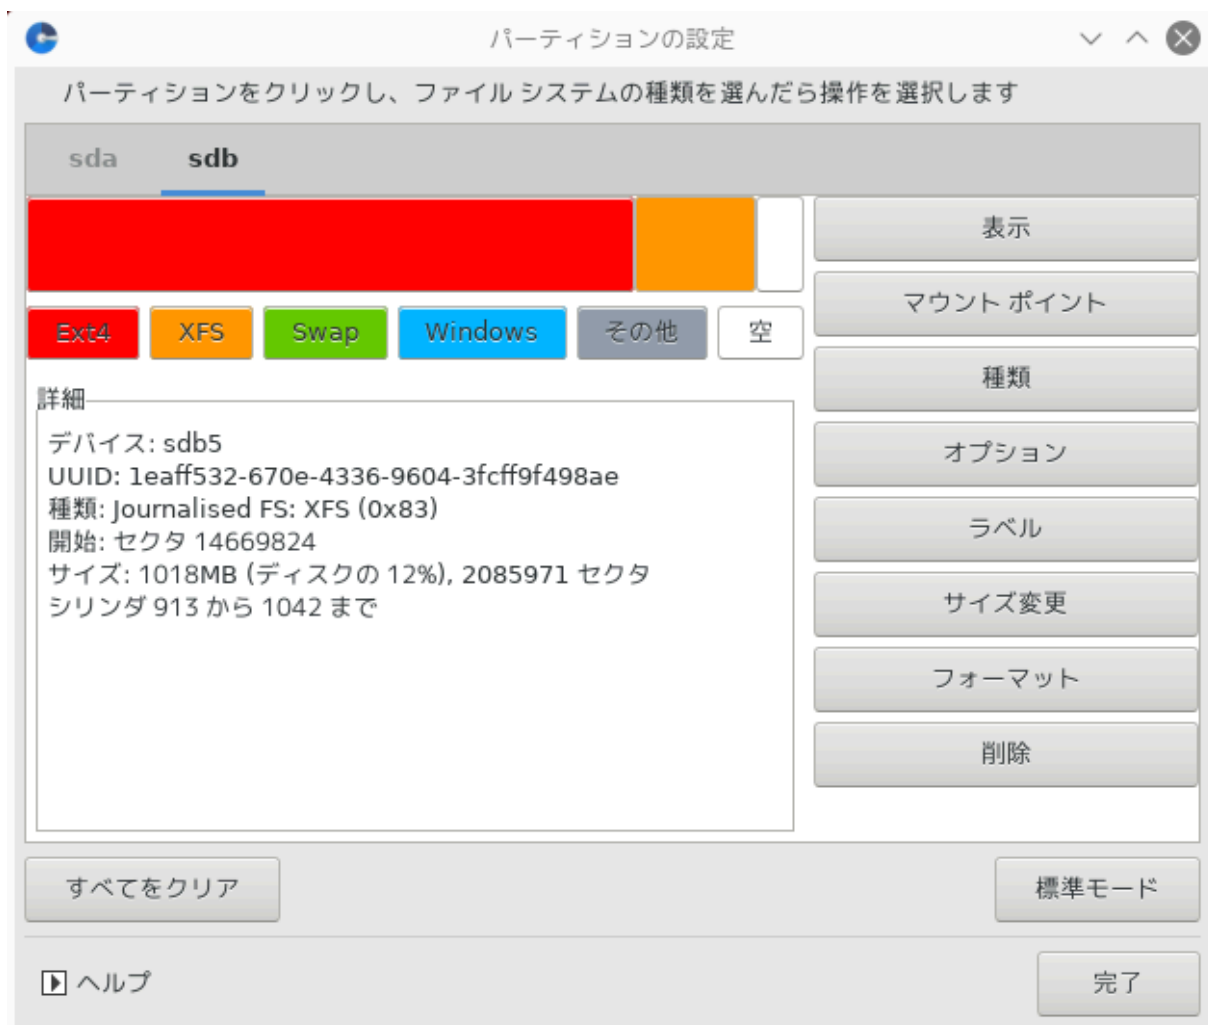 パーティションの設定
パーティションをクリックし、ファイル システムの種類を選んだら操作を選択します
sda sdb
表示
マウント ポイント
Ext4 XFS Swap Windows その他 空
種類
詳細
デバイス: sdb5
UUID: 1eaff532-670e-4336-9604-3fcff9f498ae
種類: Journalised FS: XFS (0x83)
開始: セクタ 14669824
サイズ: 1018MB (ディスクの 12%), 2085971 セクタ
シリンダ 913 から 1042 まで
オプション
ラベル
サイズ変更
フォーマット
削除
すべてをクリア 標準モード
ヘルプ 完了